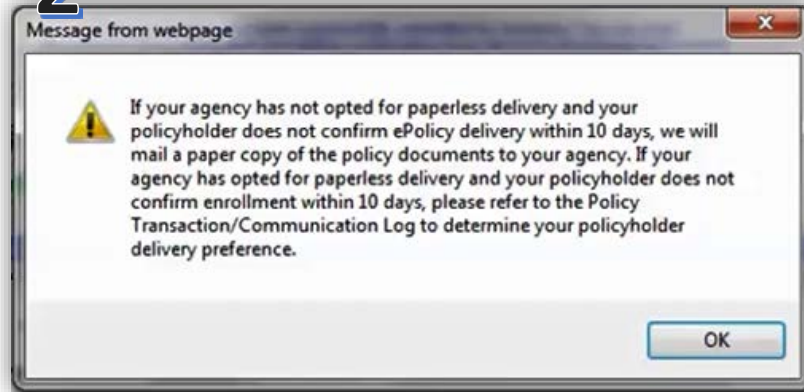 2
Message from webpage
If your agency has not opted for paperless delivery and your
policyholder does not confirm ePolicy delivery within 10 days, we will
mail a paper copy of the policy documents to your agency. If your
agency has opted for paperless delivery and your policyholder does not
confirm enrollment within 10 days, please refer to the Policy
Transaction/Communication Log to determine your policyholder
delivery preference.
OK